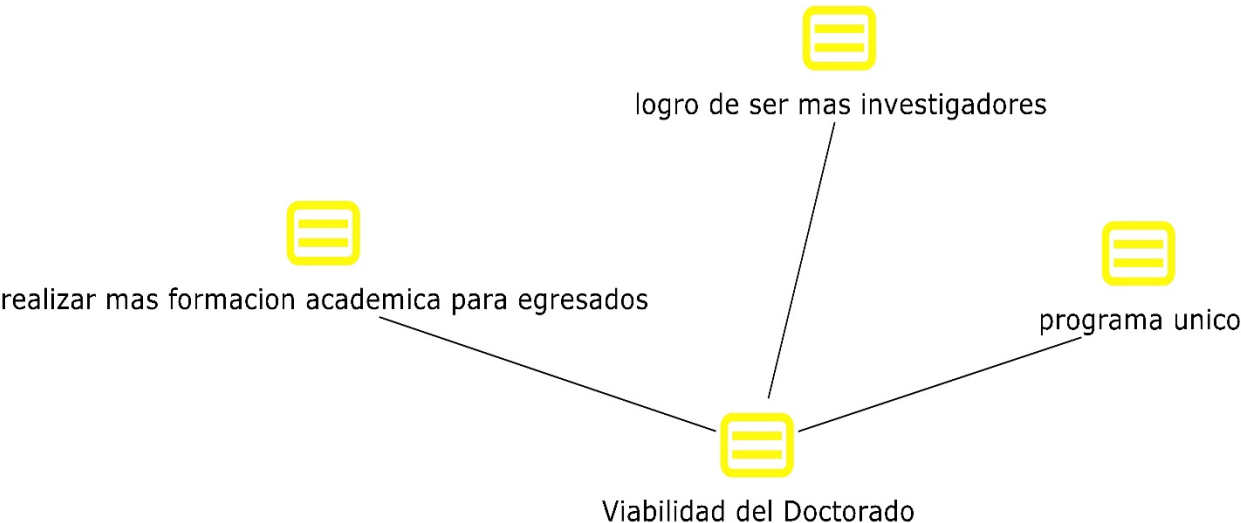 logro de ser mas investigadores
realizar mas formacion academica para egresados
programa unico
Viabilidad del Doctorado